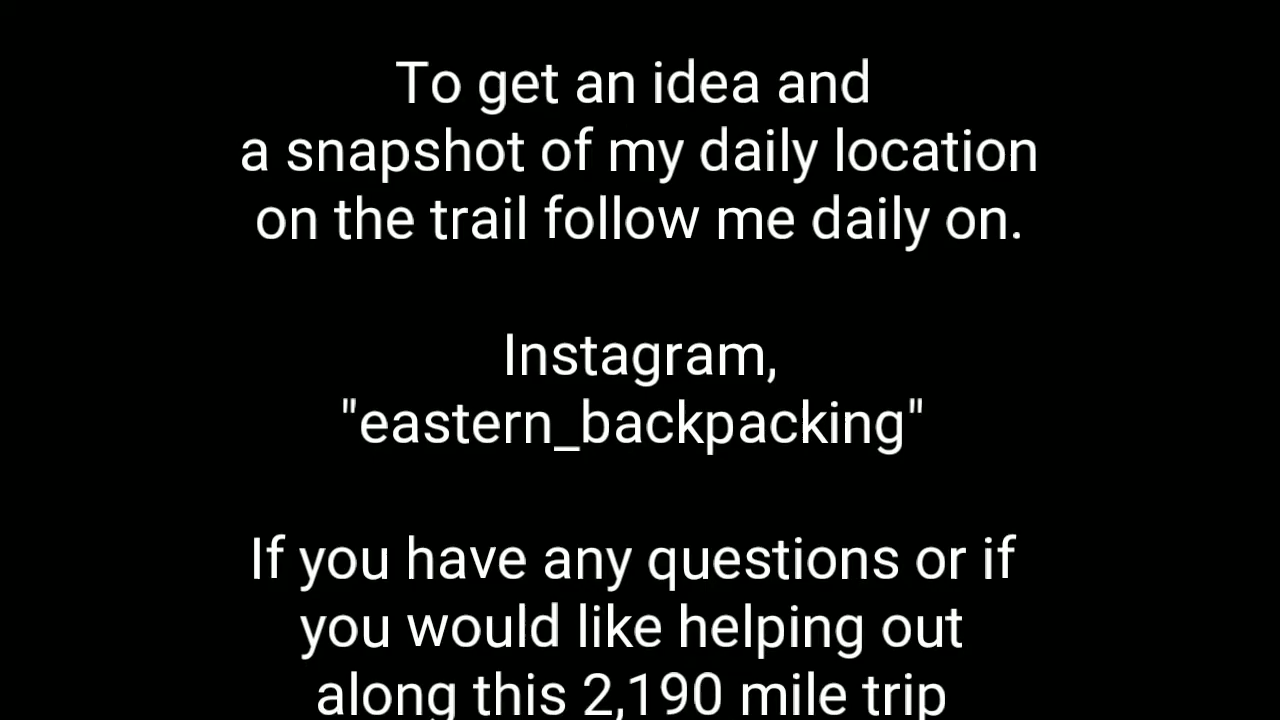 To get an idea and
a snapshot of my daily location
on the trail follow me daily on.
Instagram,
"eastern_backpacking"
If you have any questions or if
you would like helping out
along this 2,190 mile trip